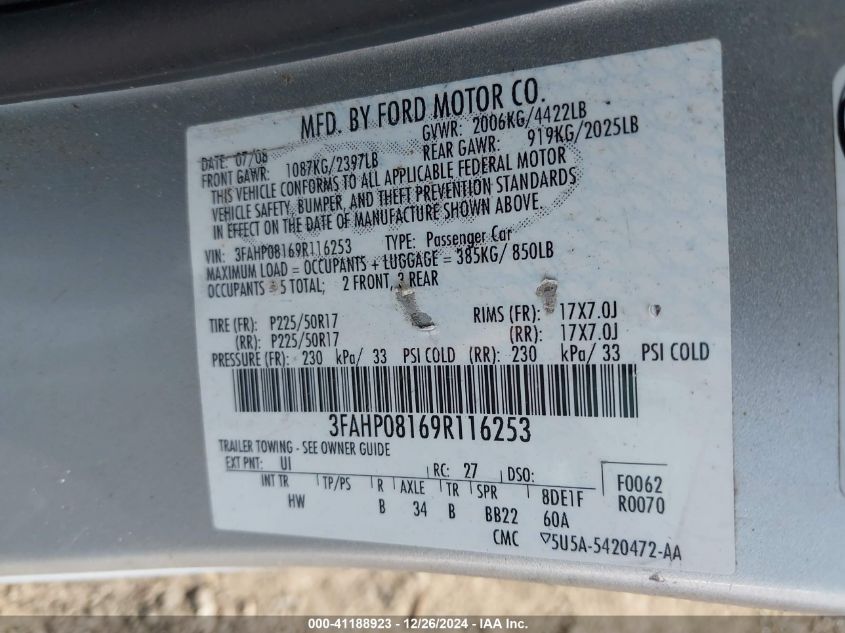 MFD. BY FORD MOTOR CO.
DATE: 07/08 GVWR: 2006KG/4422LB
FRONT GAWR: 1087KG/2397LB REAR GAWR: 919KG/2025LB
THIS VEHICLE CONFORMS TO ALL APPLICABLE FEDERAL MOTOR
VEHICLE SAFETY, BUMPER, AND THEFT PREVENTION STANDARDS
IN EFFECT ON THE DATE OF MANUFACTURE SHOWN ABOVE.
VIN: 3FAHP08169R116253 TYPE: Passenger Car
MAXIMUM LOAD = OCCUPANTS + LUGGAGE = 385KG/ 850LB
OCCUPANTS 5 TOTAL; 2 FRONT, 3 REAR
TIRE (FR): P225/50R17 RIMS (FR): 17X7.0J
(RR): P225/50R17 (RR): 17X7.0J
PRESSURE (FR): 230 kPa/ 33 PSI COLD (RR): 230 kPa/ 33 PSI COLD
3FAHP08169R116253
TRAILER TOWING - SEE OWNER GUIDE
EXT PNT: UI RC: 27 DSO: F0062
INT TR TP/PS R AXLE TR SPR 8DE1F R0070
HW B 34 B BB22 60A
CMC ▽5U5A-5420472-AA
000-41188923 - 12/26/2024 - IAA Inc.